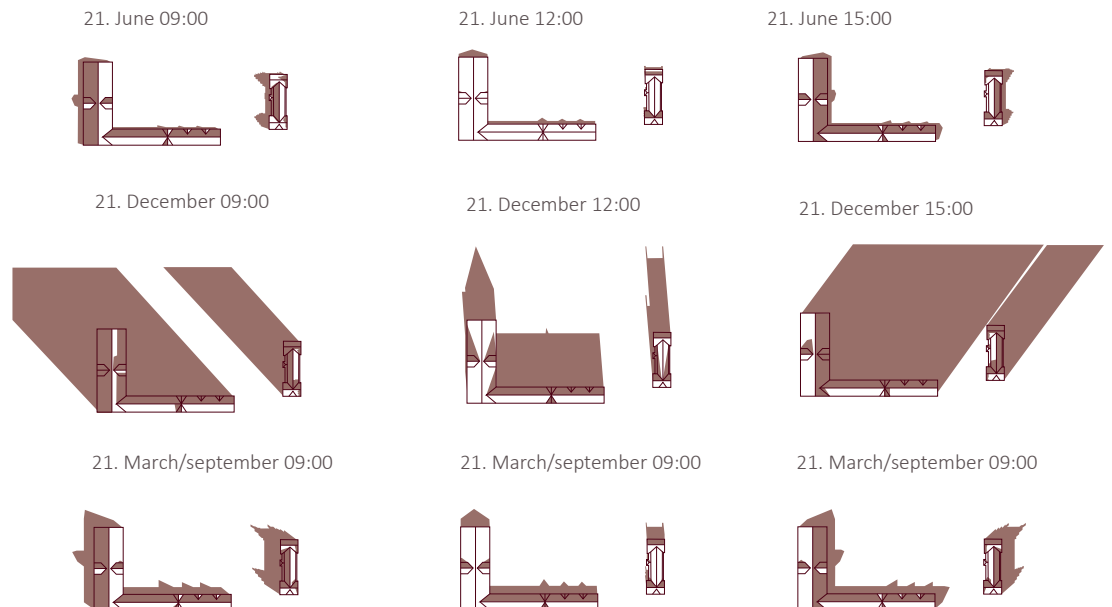 21. June 09:00
21. June 12:00
21. June 15:00
21. December 09:00
21. December 12:00
21. December 15:00
21. March/september 09:00
21. March/september 09:00
21. March/september 09:00